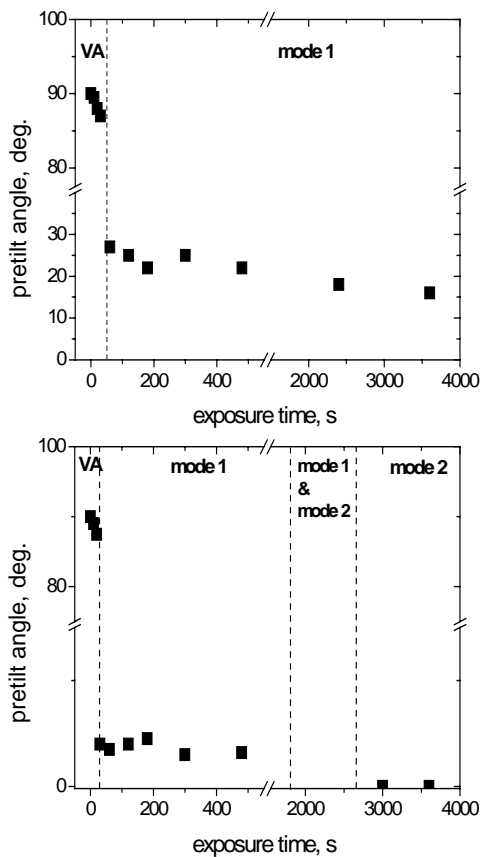 100
VA
mode 1
90
80
30
20
10
0
pretilt angle, deg.
0 200 400 2000 3000 4000
exposure time, s
100
VA mode 1 mode 1 mode 2
&
mode 2
80
0
pretilt angle, deg.
0 200 400 2000 3000 4000
exposure time, s